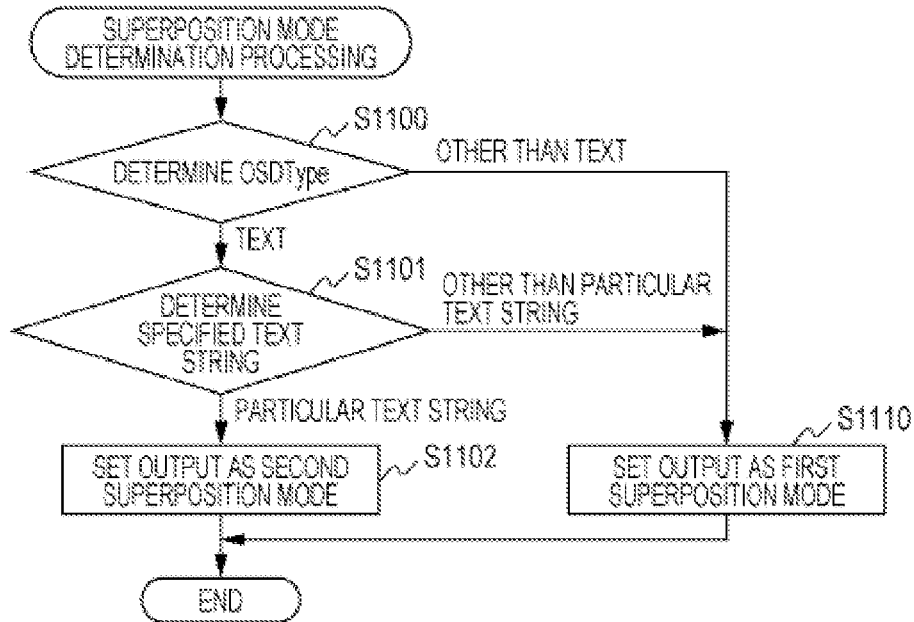 SUPERPOSITION MODE
DETERMINATION PROCESSING
S1100
DETERMINE OSDType
OTHER THAN TEXT
TEXT
S1101
DETERMINE
SPECIFIED TEXT
STRING
OTHER THAN PARTICULAR
TEXT STRING
PARTICULAR TEXT STRING
SET OUTPUT AS SECOND
SUPERPOSITION MODE
S1102
S1110
SET OUTPUT AS FIRST
SUPERPOSITION MODE
END